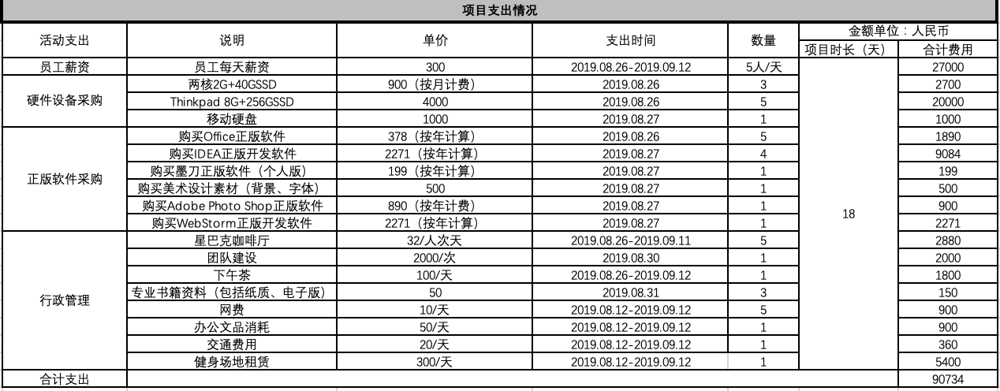 项目支出情况
活动支出 说明 单价 支出时间 数量 金额单位：人民币
项目时长（天） 合计费用
员工薪资 员工每天薪资 300 2019.08.26-2019.09.12 5人/天 27000
硬件设备采购 两核2G+40GSSD 900（按月计费） 2019.08.26 3 2700
Thinkpad 8G+256GSSD 4000 2019.08.26 5 20000
移动硬盘 1000 2019.08.27 1 1000
正版软件采购 购买Office正版软件 378（按年计算） 2019.08.26 5 1890
购买IDEA正版开发软件 2271（按年计算） 2019.08.27 4 9084
购买墨刀正版软件（个人版） 199（按年计算） 2019.08.27 1 199
购买美术设计素材（背景、字体） 500 2019.08.27 1 500
购买Adobe Photo Shop正版软件 890（按年计费） 2019.08.27 1 900
购买WebStorm正版开发软件 2271（按年计算） 2019.08.27 1 2271
18
行政管理 星巴克咖啡厅 32/人次天 2019.08.26-2019.09.11 5 2880
团队建设 2000/次 2019.08.30 1 2000
下午茶 100/天 2019.08.26-2019.09.12 1 1800
专业书籍资料（包括纸质、电子版） 50 2019.08.31 3 150
网费 10/天 2019.08.12-2019.09.12 5 900
办公文品消耗 50/天 2019.08.12-2019.09.12 1 900
交通费用 20/天 2019.08.12-2019.09.12 1 360
健身场地租赁 300/天 2019.08.12-2019.09.12 1 5400
合计支出 90734